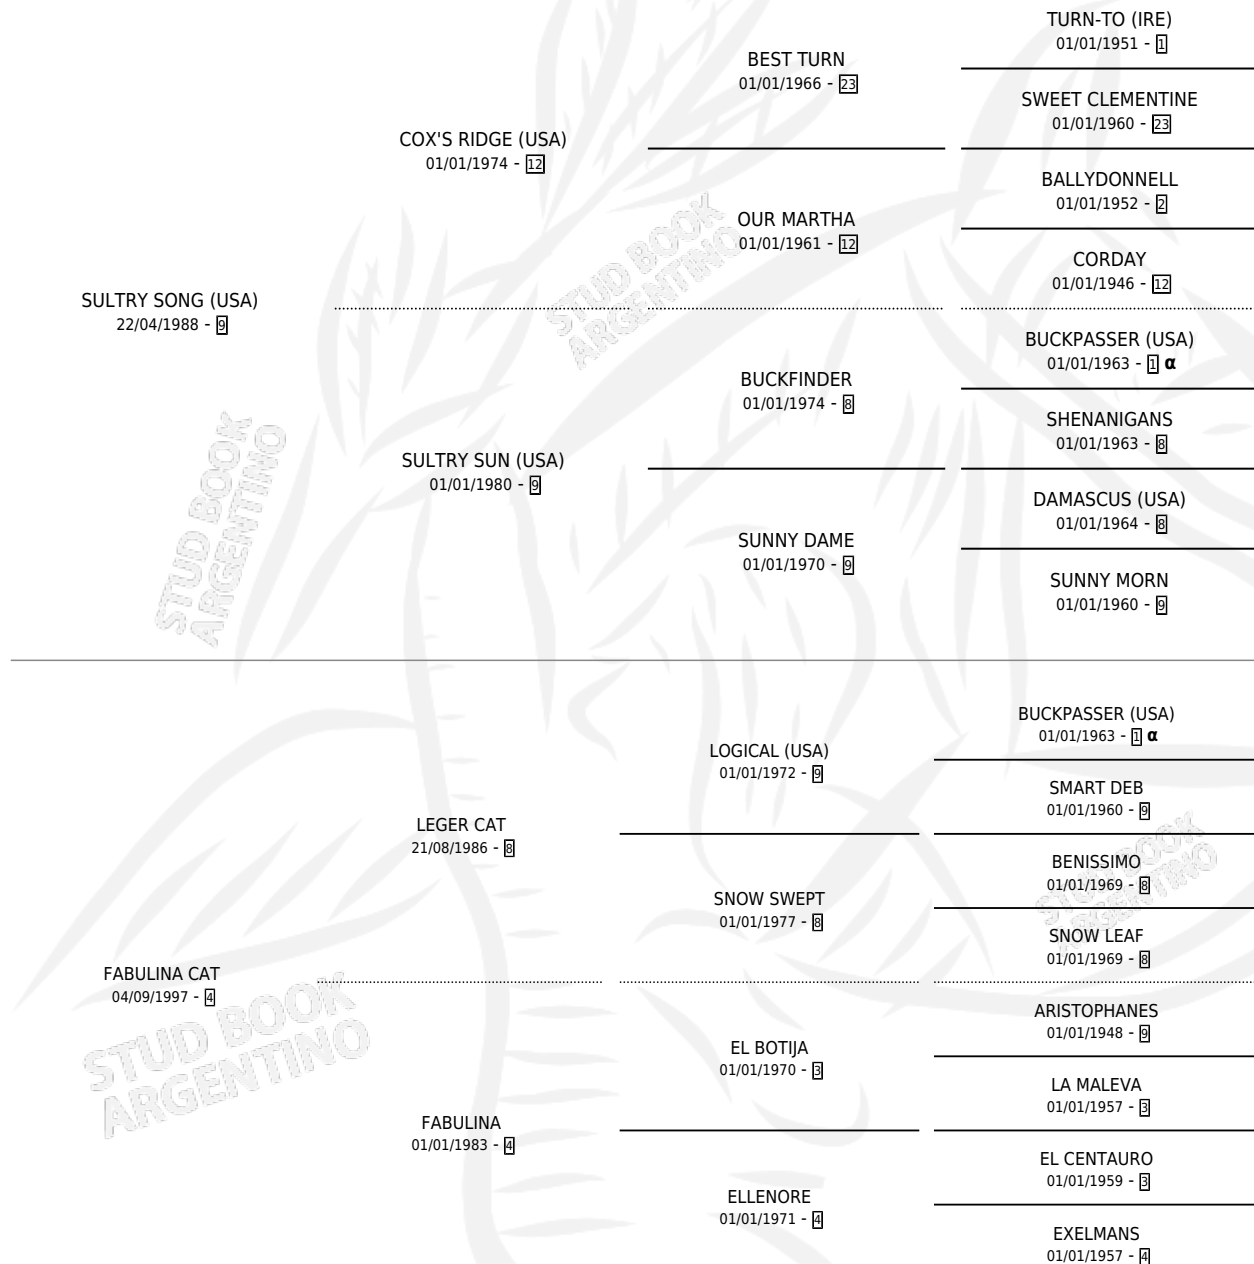 TURN-TO (IRE)
01/01/1951 - 1
BEST TURN
01/01/1966 - 23
SWEET CLEMENTINE
01/01/1960 - 23
COX'S RIDGE (USA)
01/01/1974 - 12
BALLYDONNELL
01/01/1952 - 2
OUR MARTHA
01/01/1961 - 12
CORDAY
01/01/1946 - 12
SULTRY SONG (USA)
22/04/1988 - 9
BUCKPASSER (USA)
01/01/1963 - 1 α
BUCKFINDER
01/01/1974 - 8
SHENANIGANS
01/01/1963 - 8
SULTRY SUN (USA)
01/01/1980 - 9
DAMASCUS (USA)
01/01/1964 - 8
SUNNY DAME
01/01/1970 - 9
SUNNY MORN
01/01/1960 - 9
BUCKPASSER (USA)
01/01/1963 - 1 α
LOGICAL (USA)
01/01/1972 - 9
SMART DEB
01/01/1960 - 9
LEGER CAT
21/08/1986 - 8
BENISSIMO
01/01/1969 - 8
SNOW SWEPT
01/01/1977 - 8
SNOW LEAF
01/01/1969 - 8
FABULINA CAT
04/09/1997 - 4
ARISTOPHANES
01/01/1948 - 9
EL BOTIJA
01/01/1970 - 3
LA MALEVA
01/01/1957 - 3
FABULINA
01/01/1983 - 4
EL CENTAURO
01/01/1959 - 3
ELLENORE
01/01/1971 - 4
EXELMANS
01/01/1957 - 4
STUD BOOK
ARGENTINO
STUD BOOK
ARGENTINO
STUD BOOK
ARGENTINO
STUD BOOK
ARGENTINO